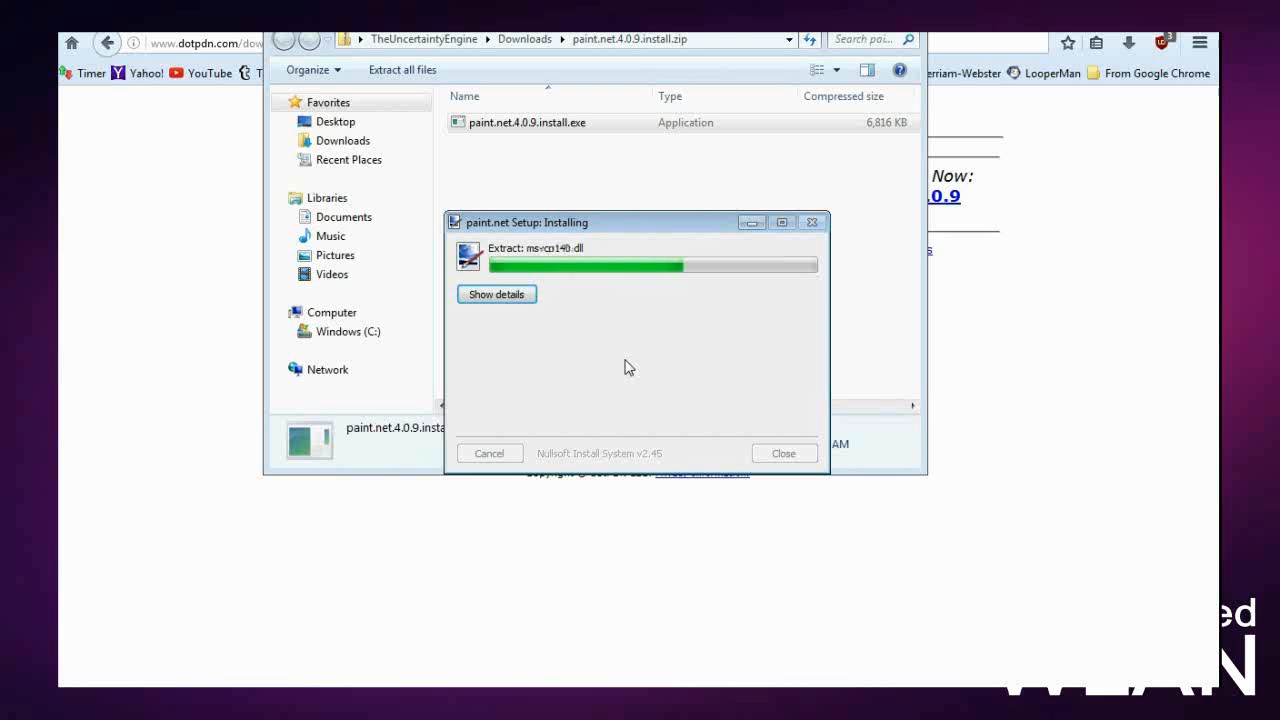 www.dotpdn.com/dow
TheUncertaintyEngine
Downloads
paint.net.4.0.9.install.zip
Search pai...
3
Timer
Yahoo!
YouTube
erriam-Webster
LooperMan
From Google Chrome
Organize
Extract all files
Name
Type
Compressed size
paint.net.4.0.9.install.exe
Application
6,816 KB
Favorites
Desktop
Downloads
Recent Places
Libraries
Documents
Music
Pictures
Videos
Computer
Windows (C:)
Network
Now:
.0.9
paint.net Setup: Installing
Extract: msvcp140.dll
Show details
Cancel
Nullsoft Install System v2.45
Close
paint.net.4.0.9.insta
AM
ed